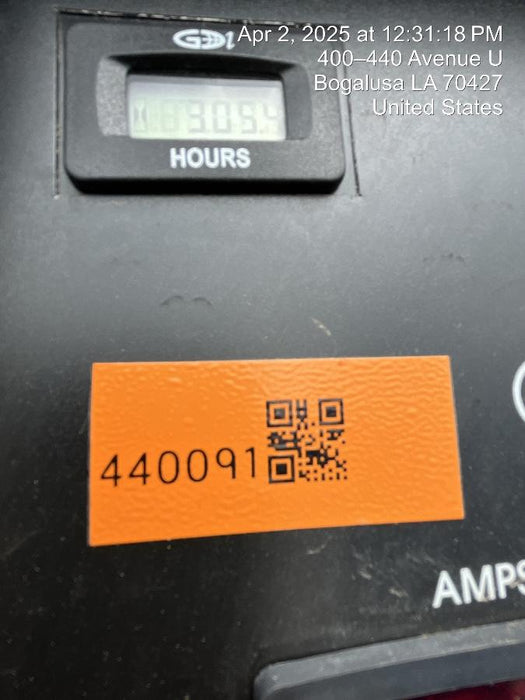 Apr 2, 2025 at 12:31:18 PM
400–440 Avenue U
Bogalusa LA 70427
United States
HOURS
440091
AMPS